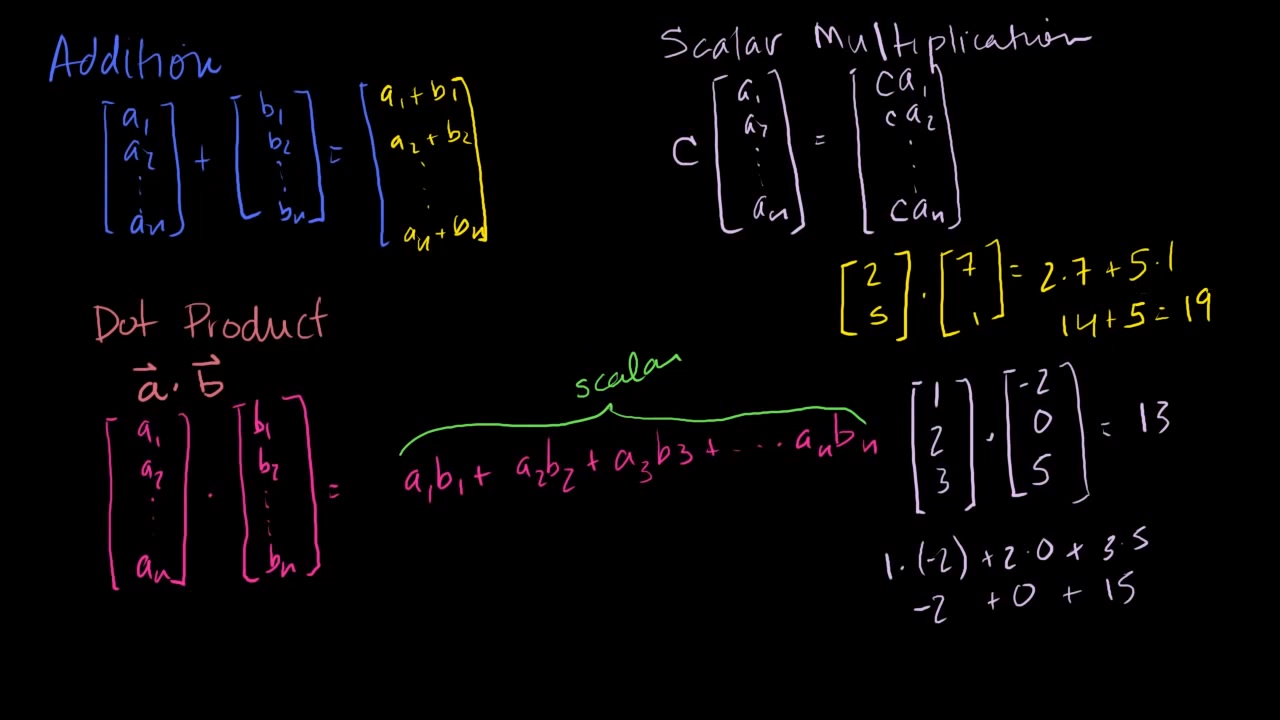 Addition
[a₁ a₂ ⋮ aₙ] + [b₁ b₂ ⋮ bₙ] = [a₁+b₁ a₂+b₂ ⋮ aₙ+bₙ]
Scalar Multiplication
c [a₁ a₂ ⋮ aₙ] = [ca₁ ca₂ ⋮ caₙ]
[2 5] · [7 1] = 2·7 + 5·1
14+5=19
Dot Product
a⃗ · b⃗
[a₁ a₂ ⋮ aₙ] · [b₁ b₂ ⋮ bₙ] =
scalar
a₁b₁ + a₂b₂ + a₃b₃ + ... aₙbₙ
[1 2 3] · [-2 0 5] = 13
1·(-2) + 2·0 + 3·5
-2 + 0 + 15